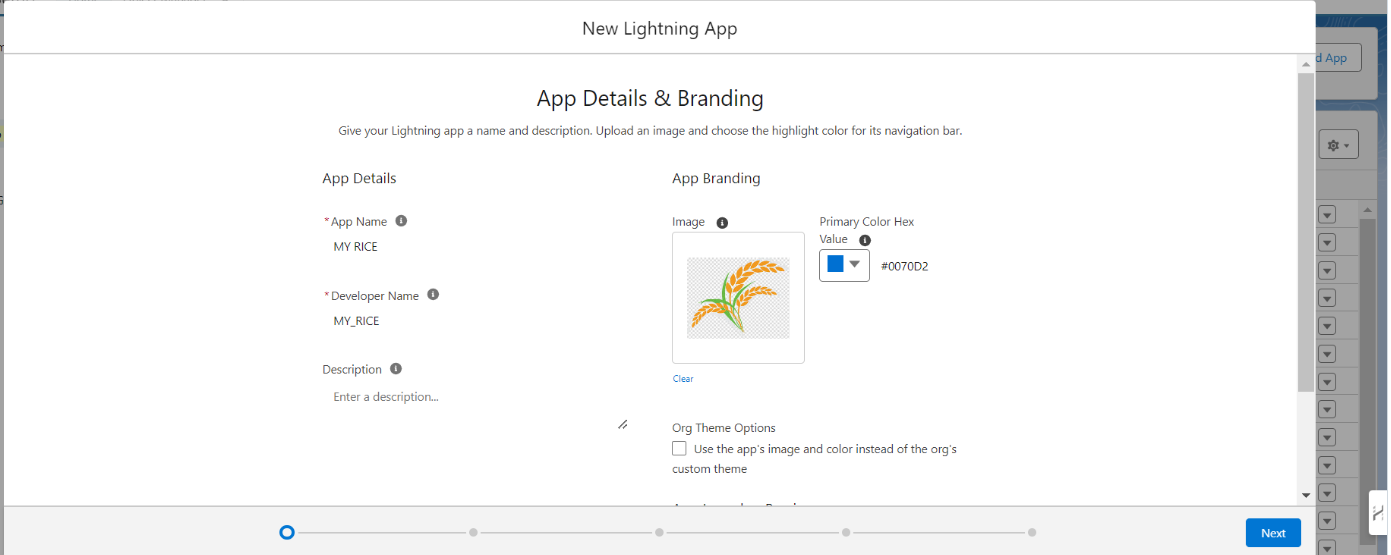 New Lightning App
d App
App Details & Branding
Give your Lightning app a name and description. Upload an image and choose the highlight color for its navigation bar.
App Details
App Branding
*App Name
MY RICE
*Developer Name
MY_RICE
Description
Enter a description...
Image
Primary Color Hex
Value
#0070D2
Clear
Org Theme Options
Use the app's image and color instead of the org's
custom theme
Next